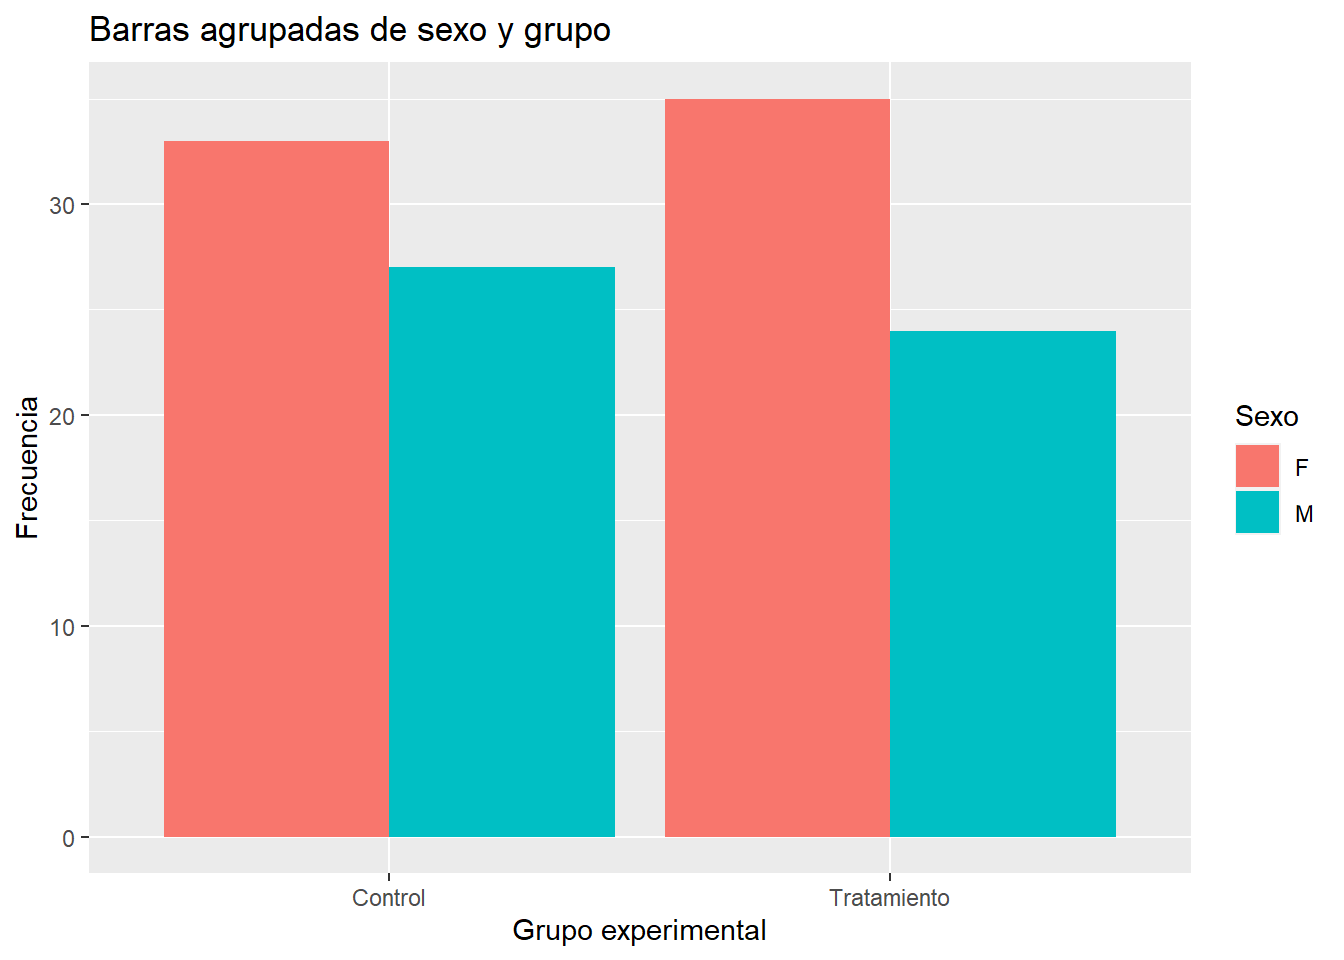 Barras agrupadas de sexo y grupo
Frecuencia
30
20
10
0
Control
Tratamiento
Grupo experimental
Sexo
F
M